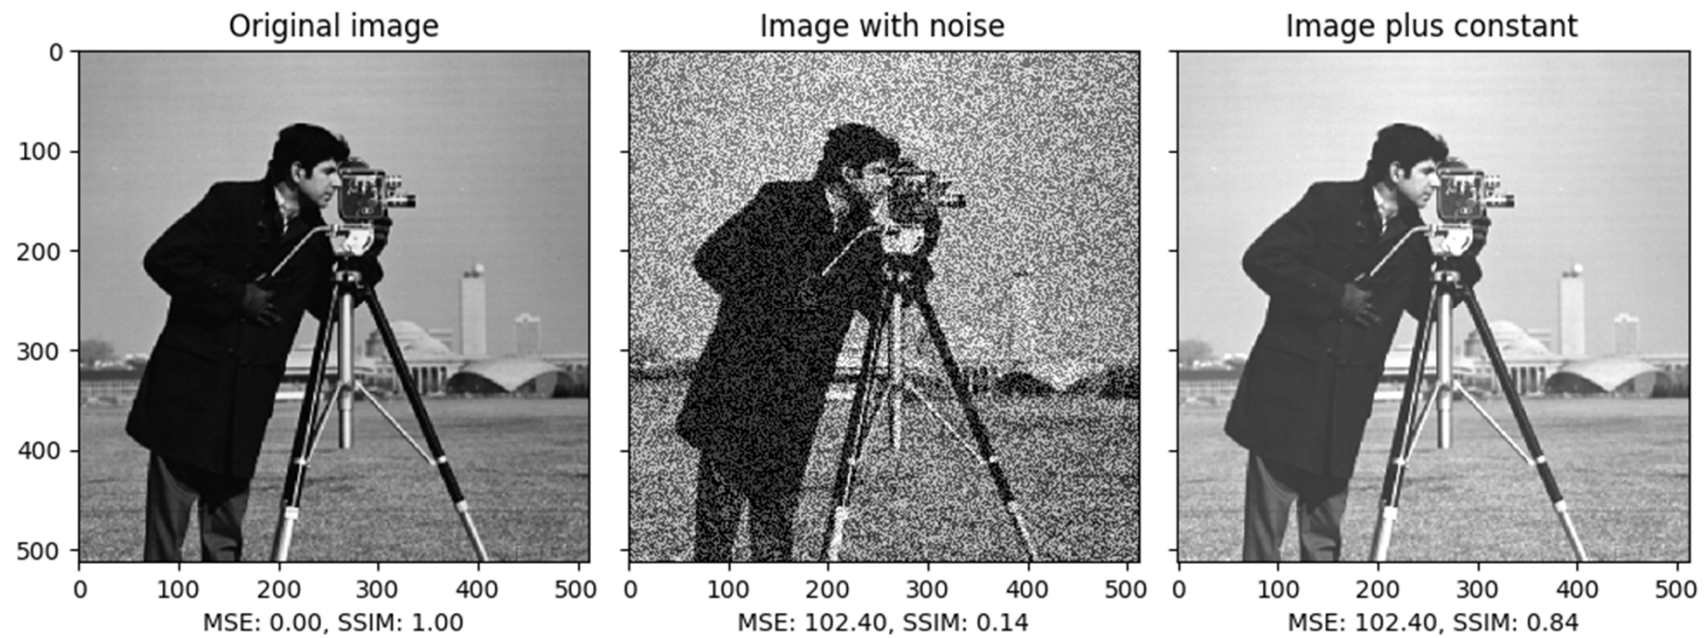 Original image
Image with noise
Image plus constant
0
100
200
300
400
500
0 100 200 300 400 500
0 100 200 300 400 500
0 100 200 300 400 500
MSE: 0.00, SSIM: 1.00
MSE: 102.40, SSIM: 0.14
MSE: 102.40, SSIM: 0.84